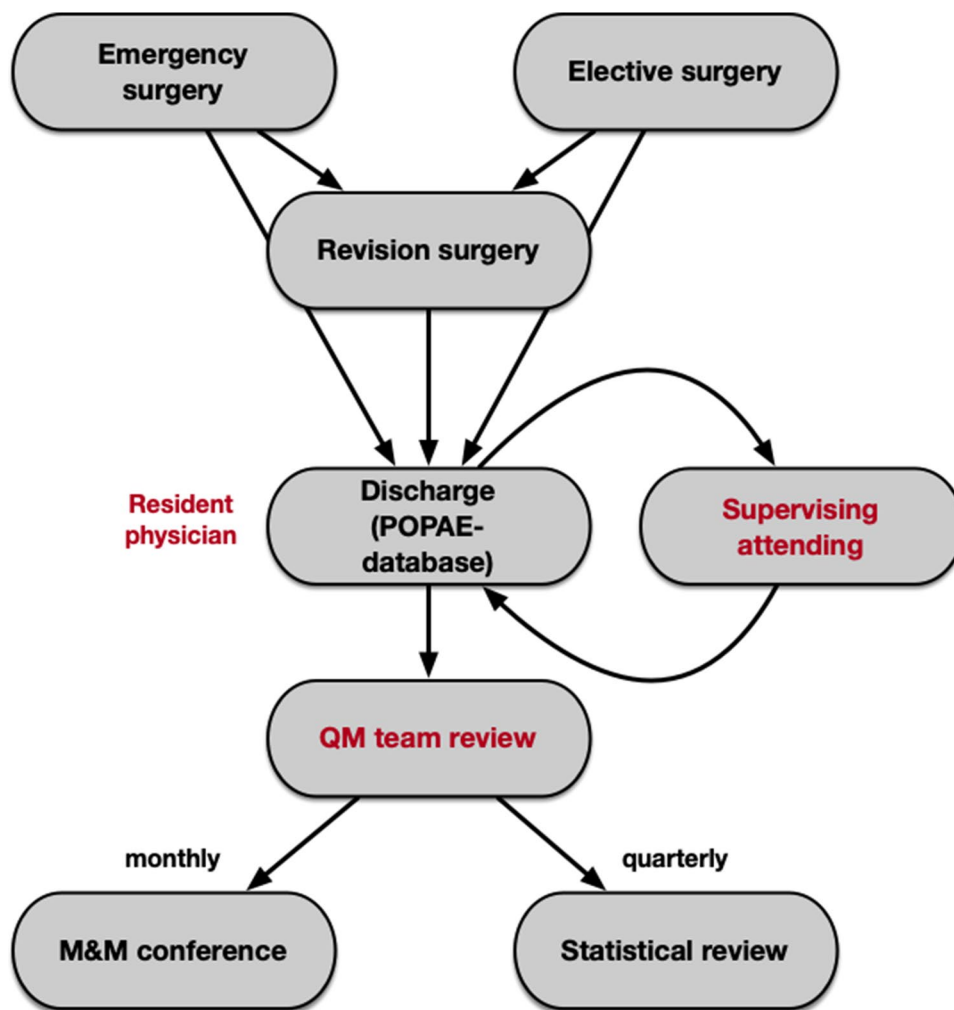 Emergency
surgery
Elective surgery
Revision surgery
Resident
physician
Discharge
(POPAE-
database)
Supervising
attending
QM team review
monthly
quarterly
M&M conference
Statistical review